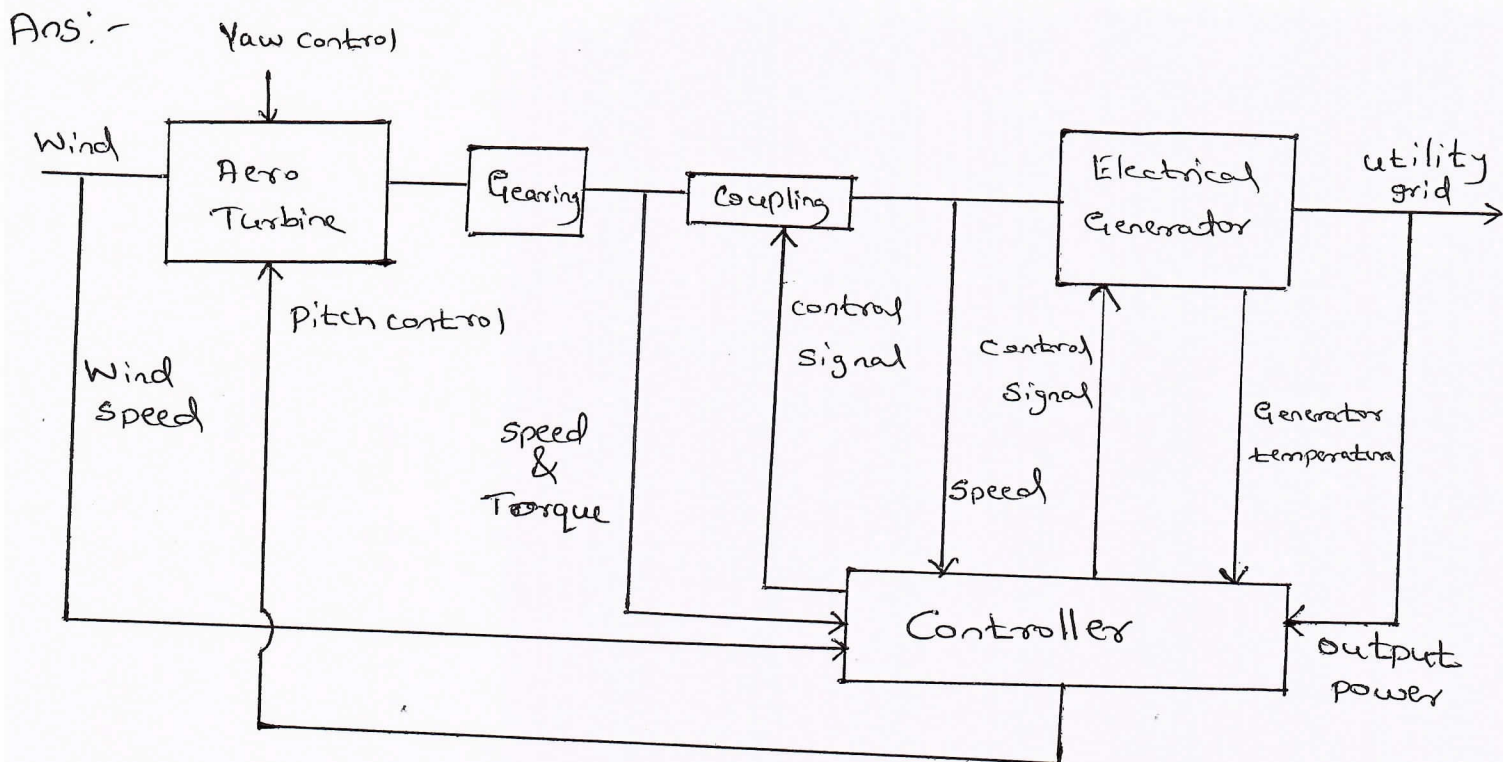 Ans:-
Yaw control
Wind
Aero
Turbine
Gearing
Coupling
Electrical
Generator
utility
grid
Pitch control
Wind
Speed
Speed
&
Torque
control
Signal
Speed
Control
Signal
Generator
temperature
Controller
output
power